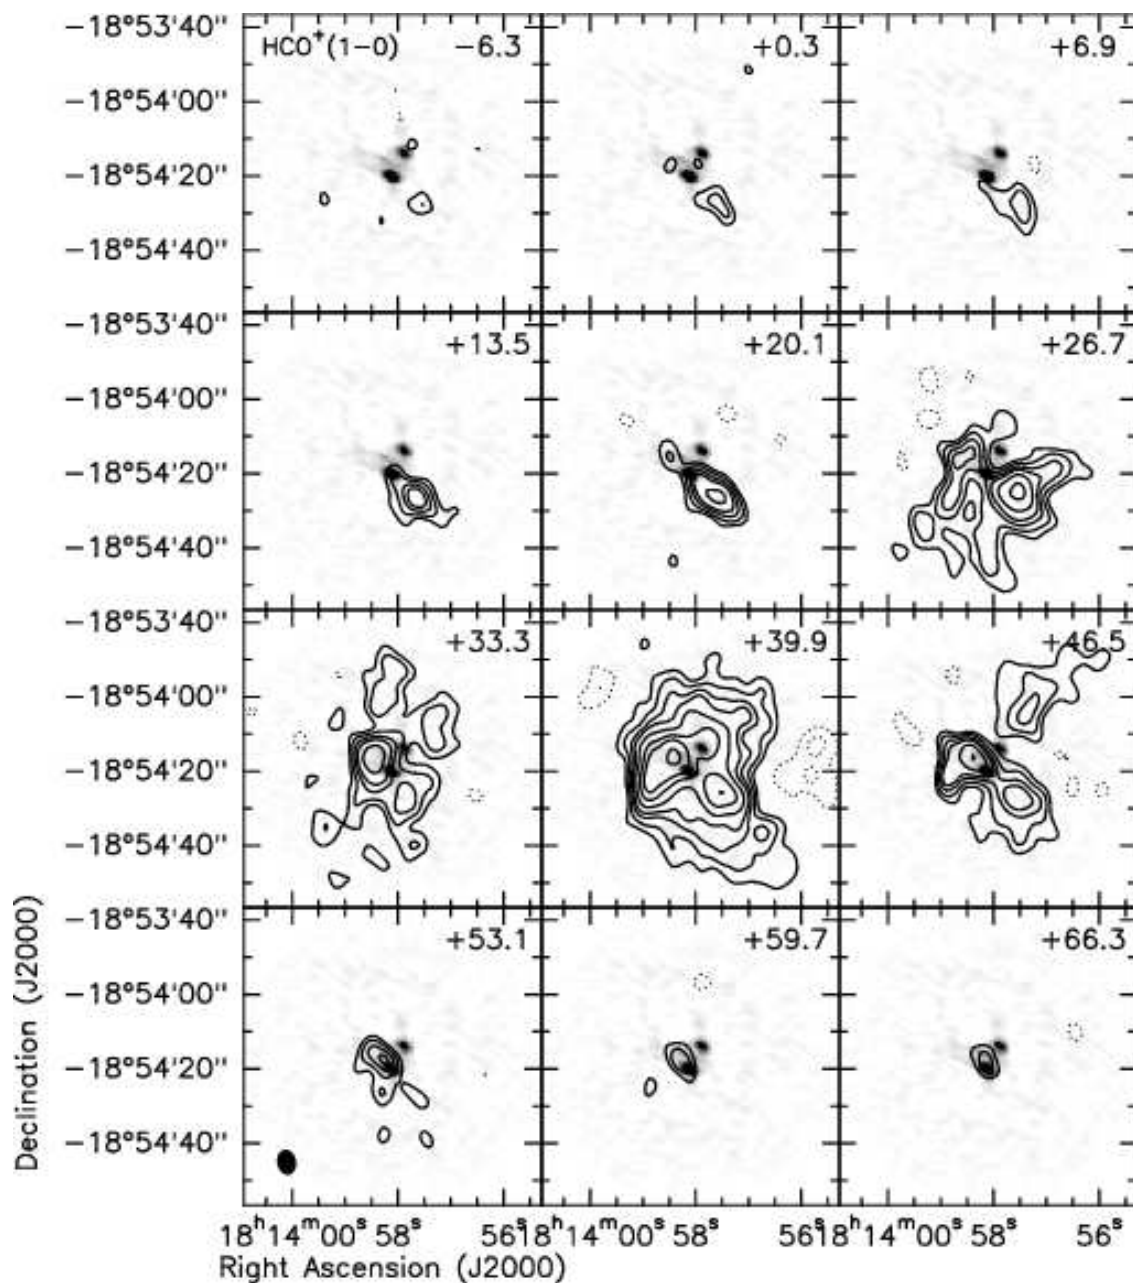 HCO⁺(1−0) −6.3 +0.3 +6.9
−18°53'40''
−18°54'00''
−18°54'20''
−18°54'40''
+13.5 +20.1 +26.7
−18°53'40''
−18°54'00''
−18°54'20''
−18°54'40''
+33.3 +39.9 +46.5
−18°53'40''
−18°54'00''
−18°54'20''
−18°54'40''
+53.1 +59.7 +66.3
−18°53'40''
−18°54'00''
−18°54'20''
−18°54'40''
Declination (J2000)
18ʰ14ᵐ00ˢ 58ˢ 56ˢ 18ʰ14ᵐ00ˢ 58ˢ 56ˢ 18ʰ14ᵐ00ˢ 58ˢ 56ˢ
Right Ascension (J2000)